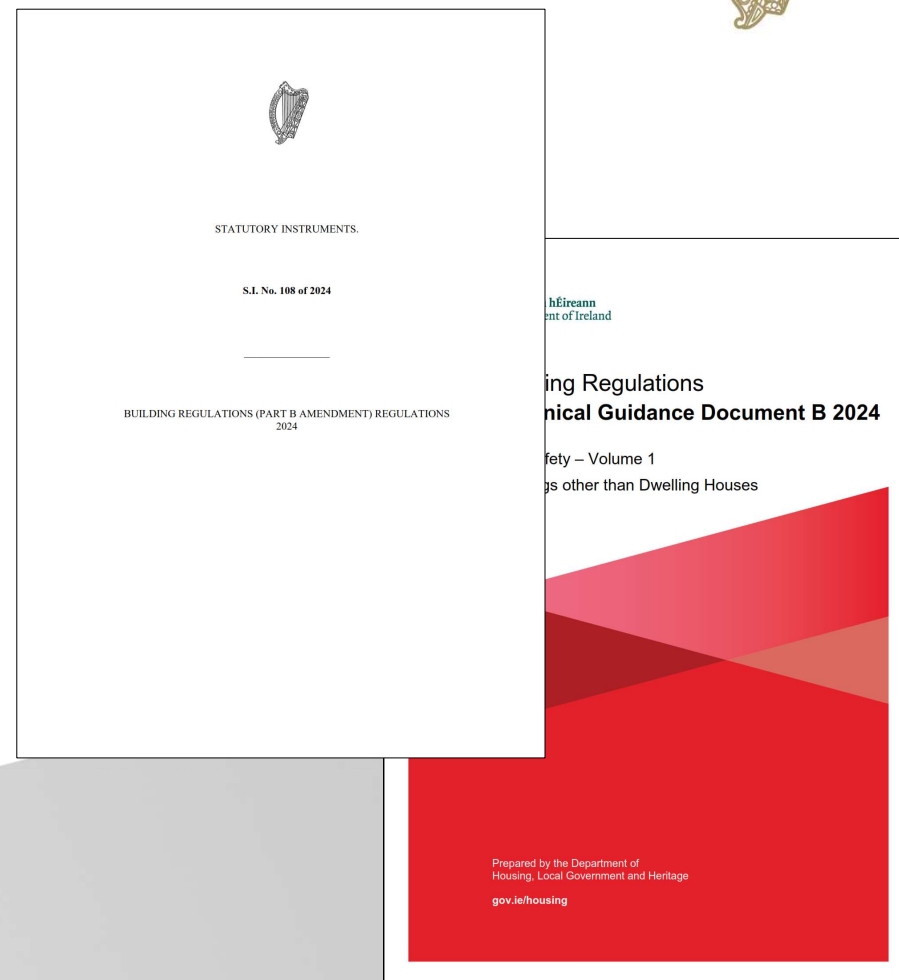 STATUTORY INSTRUMENTS.
S.I. No. 108 of 2024
BUILDING REGULATIONS (PART B AMENDMENT) REGULATIONS
2024
hÉireann
ent of Ireland
ing Regulations
nical Guidance Document B 2024
fety – Volume 1
gs other than Dwelling Houses
Prepared by the Department of
Housing, Local Government and Heritage
gov.ie/housing